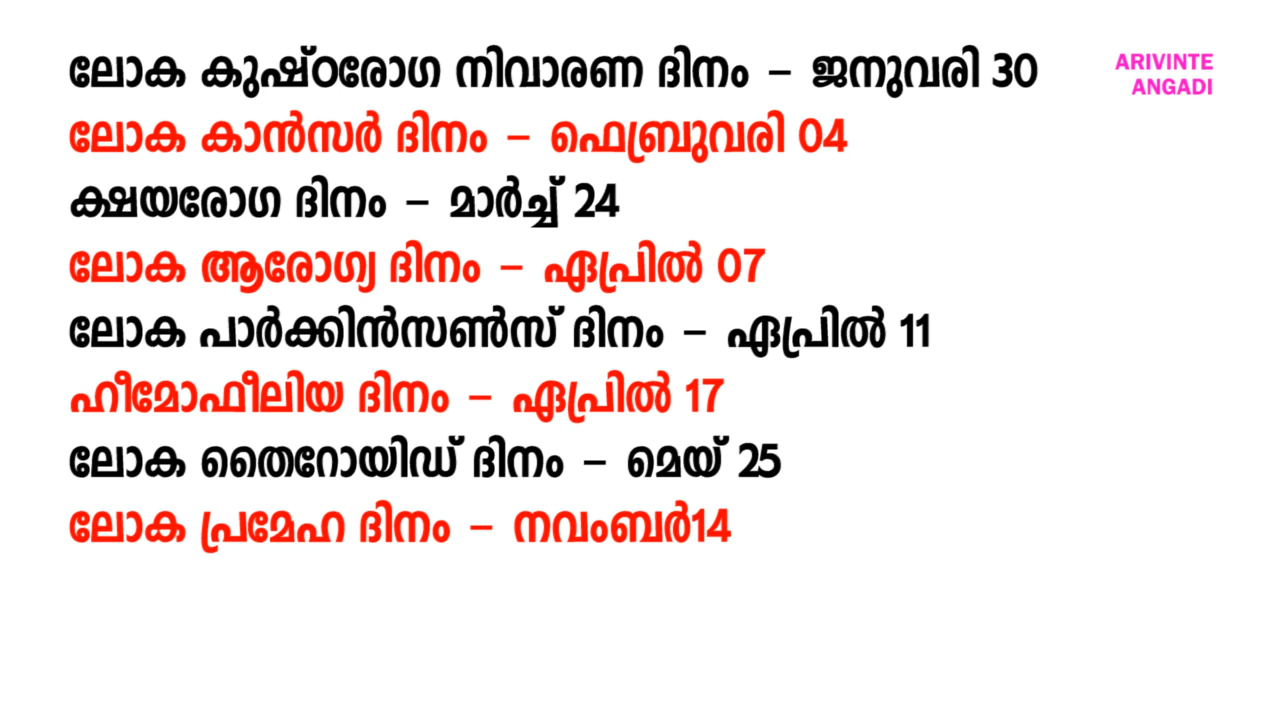 ലോക കുഷ്ഠരോഗ നിവാരണ ദിനം – ജനുവരി 30
ARIVINTE
ANGADI
ലോക കാൻസർ ദിനം – ഫെബ്രുവരി 04
ക്ഷയരോഗ ദിനം – മാർച്ച് 24
ലോക ആരോഗ്യ ദിനം – ഏപ്രിൽ 07
ലോക പാർക്കിൻസൺസ് ദിനം – ഏപ്രിൽ 11
ഹീമോഫീലിയ ദിനം – ഏപ്രിൽ 17
ലോക തൈറോയിഡ് ദിനം – മെയ് 25
ലോക പ്രമേഹ ദിനം – നവംബർ14